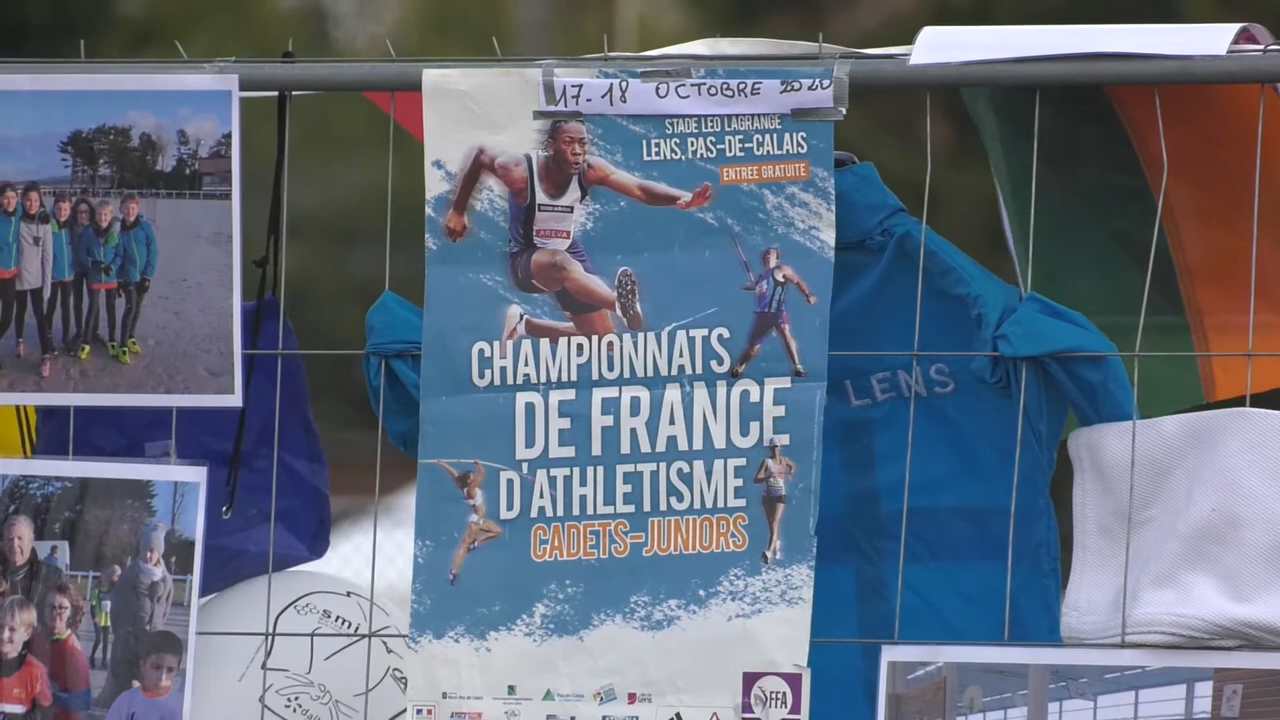 17-18 OCTOBRE 2020
STADE LEO LAGRANGE
LENS, PAS-DE-CALAIS
ENTREE GRATUITE
AREVA
CHAMPIONNATS
DE FRANCE
D'ATHLETISME
CADETS-JUNIORS
LENS
s.m.i
FFA